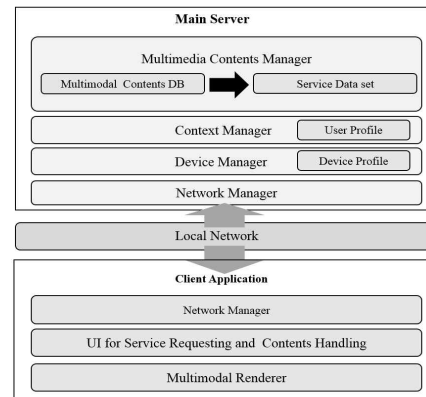 Main Server
Multimedia Contents Manager
Multimodal Contents DB
Service Data set
Context Manager
User Profile
Device Manager
Device Profile
Network Manager
Local Network
Client Application
Network Manager
UI for Service Requesting and Contents Handling
Multimodal Renderer